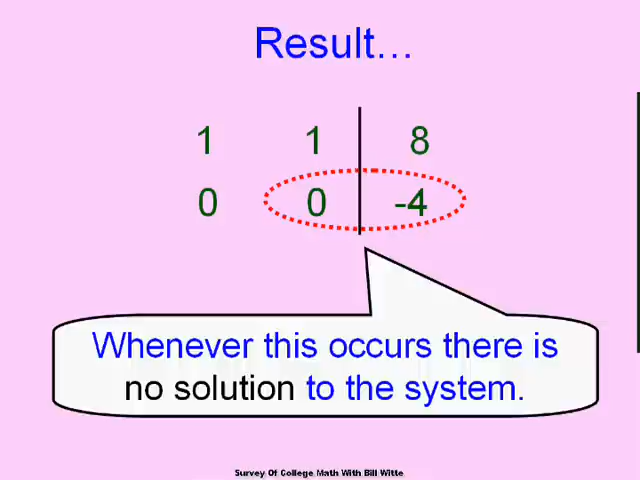 Result...
1 1 8
0 0 -4
Whenever this occurs there is
no solution to the system.
Survey Of College Math With Bill Witte